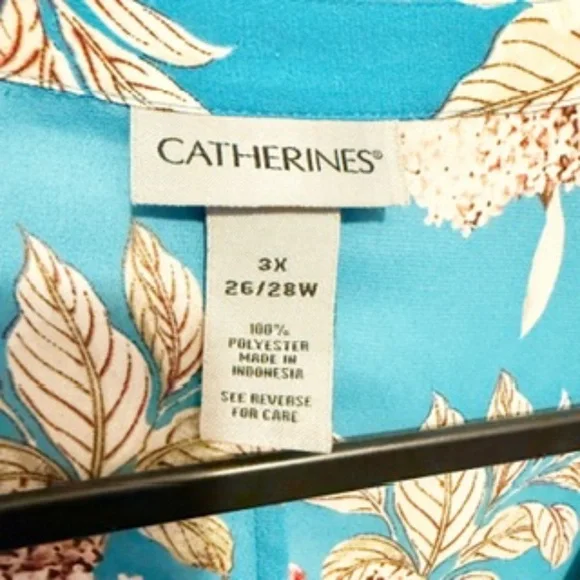 CATHERINES®
3X
26/28W
100%
POLYESTER
MADE IN
INDONESIA
SEE REVERSE
FOR CARE